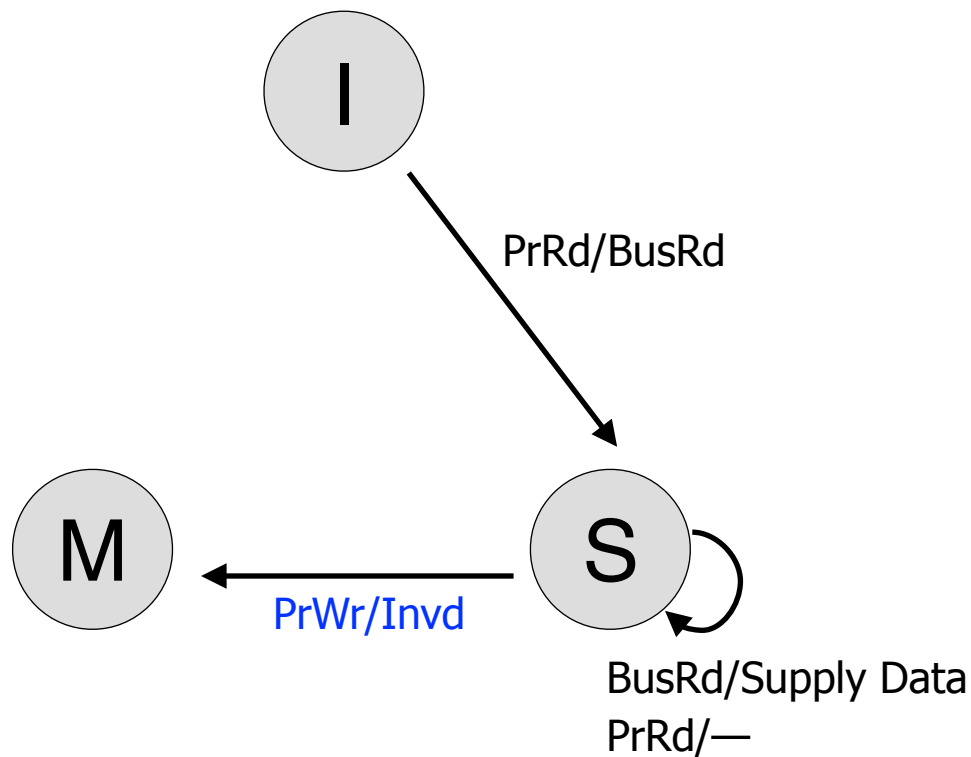 I
PrRd/BusRd
M
S
PrWr/Invd
BusRd/Supply Data
PrRd/—